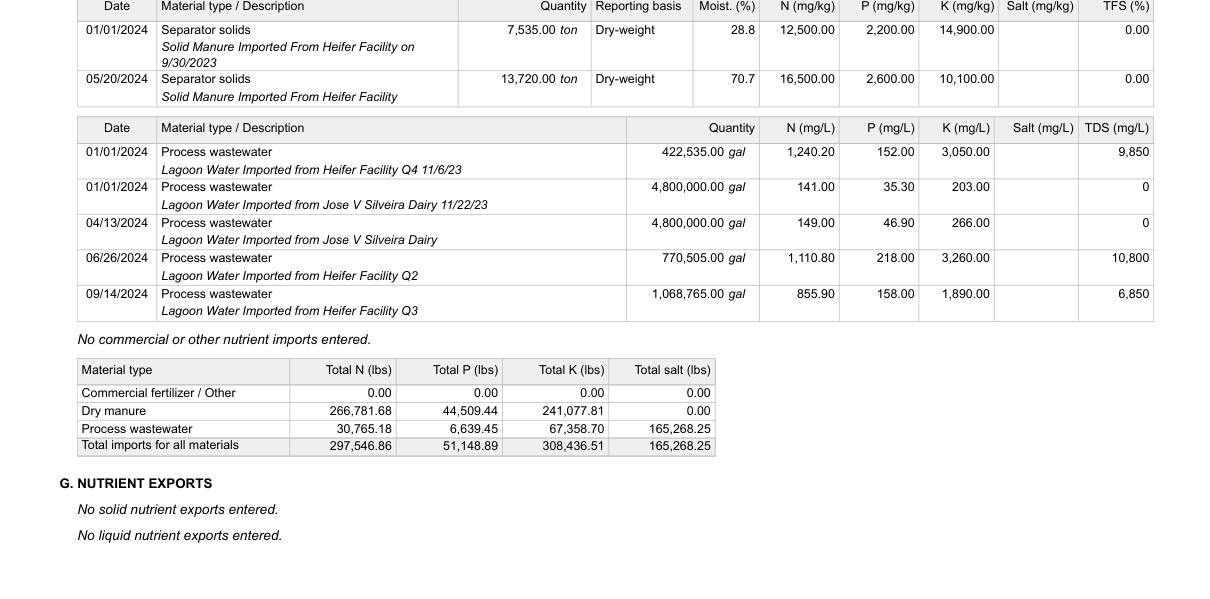 Date Material type / Description Quantity Reporting basis Moist. (%) N (mg/kg) P (mg/kg) K (mg/kg) Salt (mg/kg) TFS (%)
01/01/2024 Separator solids 7,535.00 ton Dry-weight 28.8 12,500.00 2,200.00 14,900.00 0.00
Solid Manure Imported From Heifer Facility on
9/30/2023
05/20/2024 Separator solids 13,720.00 ton Dry-weight 70.7 16,500.00 2,600.00 10,100.00 0.00
Solid Manure Imported From Heifer Facility
Date Material type / Description Quantity N (mg/L) P (mg/L) K (mg/L) Salt (mg/L) TDS (mg/L)
01/01/2024 Process wastewater 422,535.00 gal 1,240.20 152.00 3,050.00 9,850
Lagoon Water Imported from Heifer Facility Q4 11/6/23
01/01/2024 Process wastewater 4,800,000.00 gal 141.00 35.30 203.00 0
Lagoon Water Imported from Jose V Silveira Dairy 11/22/23
04/13/2024 Process wastewater 4,800,000.00 gal 149.00 46.90 266.00 0
Lagoon Water Imported from Jose V Silveira Dairy
06/26/2024 Process wastewater 770,505.00 gal 1,110.80 218.00 3,260.00 10,800
Lagoon Water Imported from Heifer Facility Q2
09/14/2024 Process wastewater 1,068,765.00 gal 855.90 158.00 1,890.00 6,850
Lagoon Water Imported from Heifer Facility Q3
No commercial or other nutrient imports entered.
Material type Total N (lbs) Total P (lbs) Total K (lbs) Total salt (lbs)
Commercial fertilizer / Other 0.00 0.00 0.00 0.00
Dry manure 266,781.68 44,509.44 241,077.81 0.00
Process wastewater 30,765.18 6,639.45 67,358.70 165,268.25
Total imports for all materials 297,546.86 51,148.89 308,436.51 165,268.25
G. NUTRIENT EXPORTS
No solid nutrient exports entered.
No liquid nutrient exports entered.